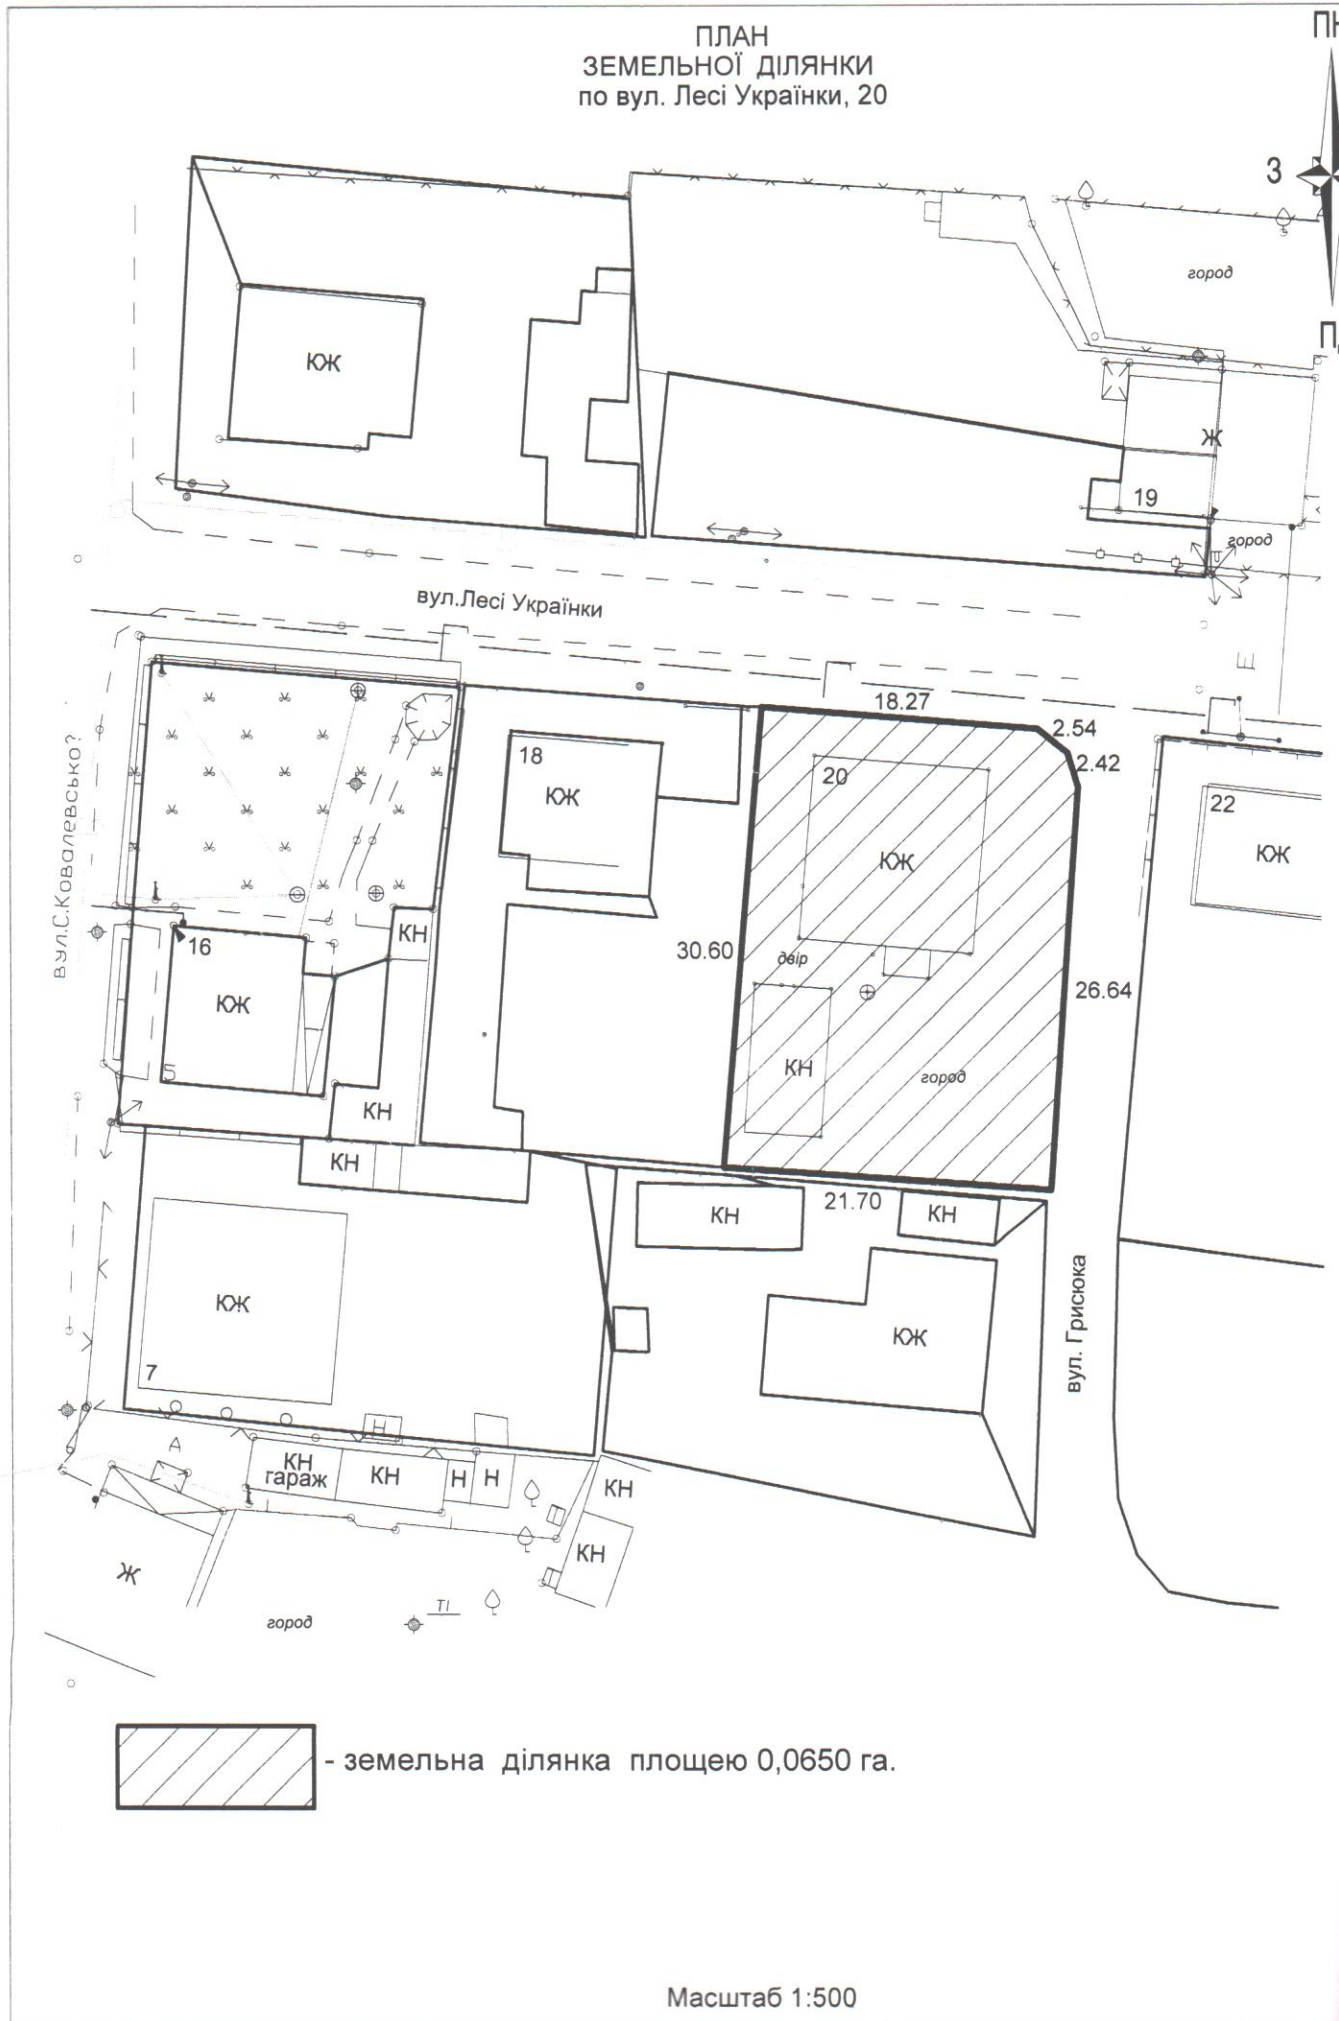 ПЛАН
ЗЕМЕЛЬНОЇ ДІЛЯНКИ
по вул. Лесі Українки, 20
З
город
КЖ
Ж
19
город
вул.Лесі Українки
Ш
18.27
2.54
2.42
18
20
22
КЖ
КЖ
КЖ
вул.С.Ковалевсько?
КН
16
30.60
двір
26.64
КЖ
5
КН
КН
город
КН
21.70
КН
КН
КЖ
КЖ
вул. Грисюка
7
Н
А
КН
гараж
КН
Н
Н
КН
КН
Ж
город
ТІ
- земельна ділянка площею 0,0650 га.
Масштаб 1:500